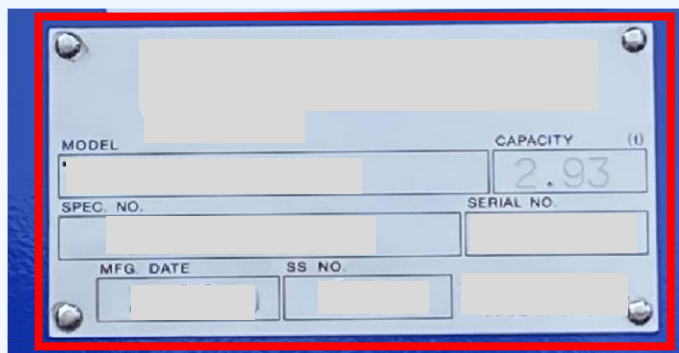 MODEL
CAPACITY (t)
2.93
SPEC. NO.
SERIAL NO.
MFG. DATE
SS NO.